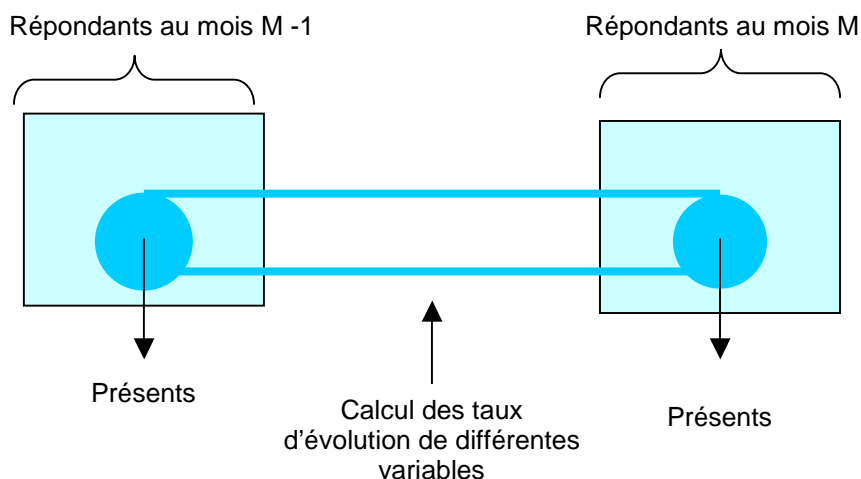 Répondants au mois M -1
Répondants au mois M
Présents
Calcul des taux
d’évolution de différentes
variables
Présents